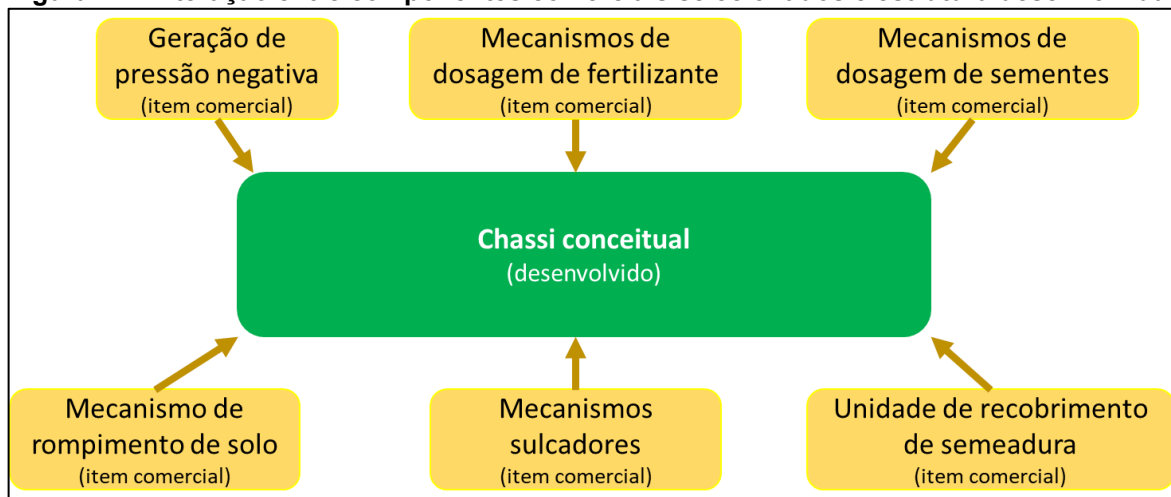 Geração de
pressão negativa
(item comercial)
Mecanismos de
dosagem de fertilizante
(item comercial)
Mecanismos de
dosagem de sementes
(item comercial)
Chassi conceitual
(desenvolvido)
Mecanismo de
rompimento de solo
(item comercial)
Mecanismos
sulcadores
(item comercial)
Unidade de recobrimento
de semeadura
(item comercial)